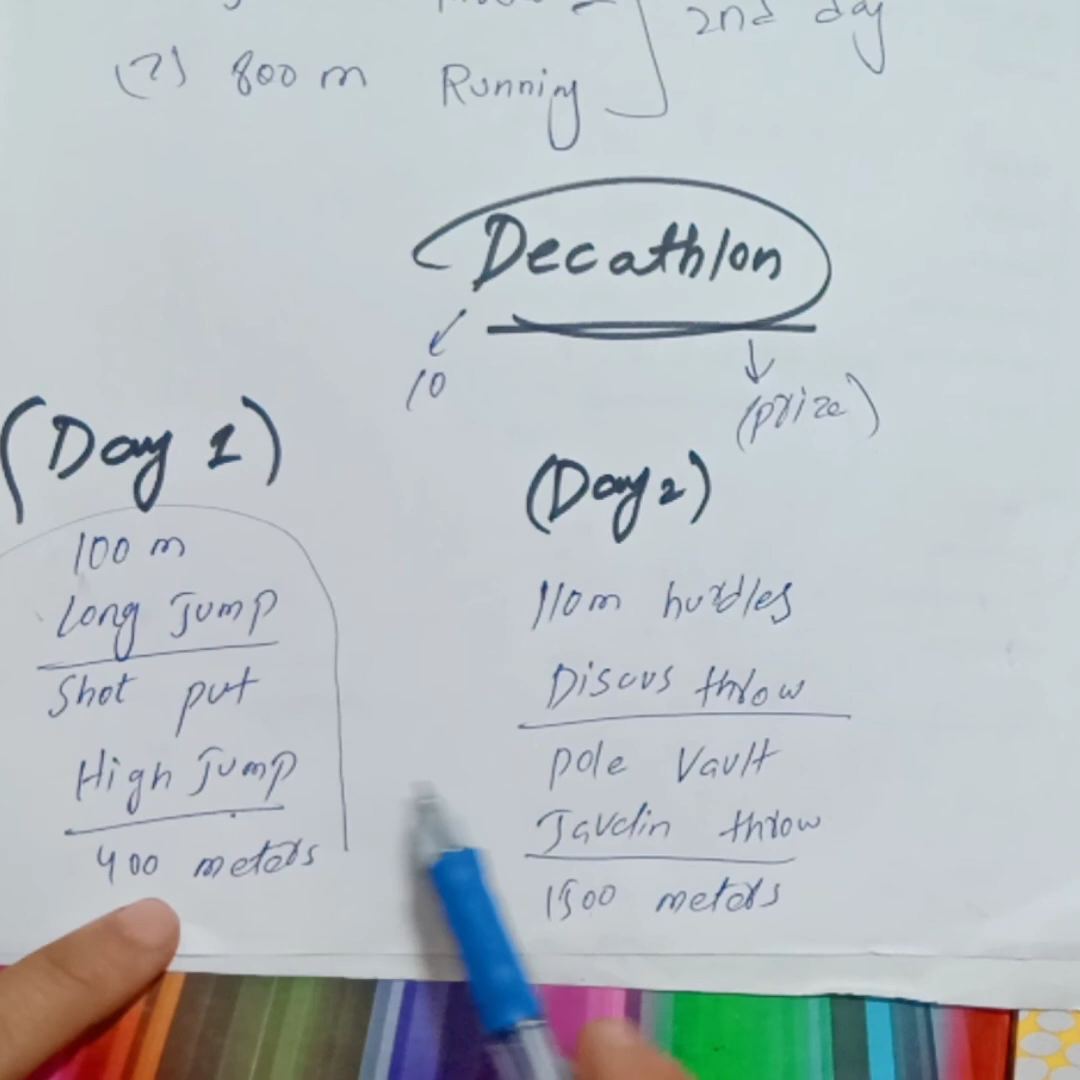 2nd day
(7) 800 m Running
Decathlon
10
(prize)
(Day 1)
100 m
Long Jump
Shot put
High Jump
400 meters
(Day 2)
110m hurdles
Discus throw
Pole Vault
Javelin throw
1500 meters